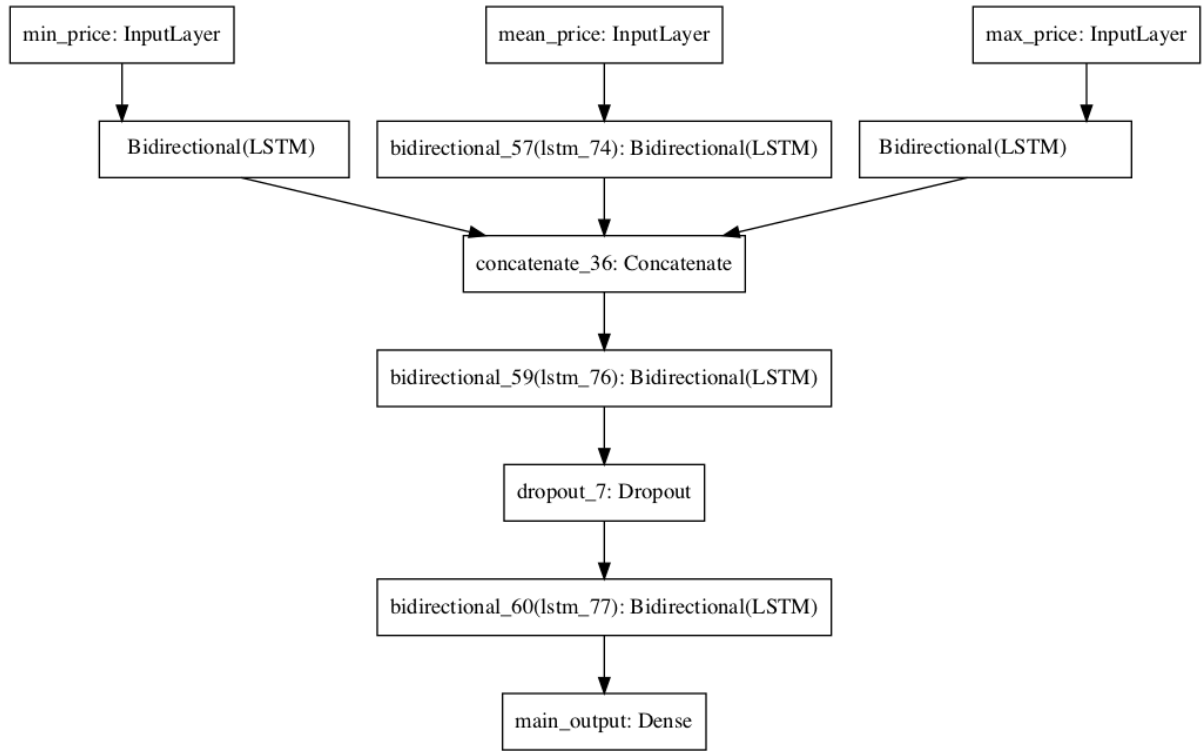 min_price: InputLayer
mean_price: InputLayer
max_price: InputLayer
Bidirectional(LSTM)
bidirectional_57(lstm_74): Bidirectional(LSTM)
Bidirectional(LSTM)
concatenate_36: Concatenate
bidirectional_59(lstm_76): Bidirectional(LSTM)
dropout_7: Dropout
bidirectional_60(lstm_77): Bidirectional(LSTM)
main_output: Dense